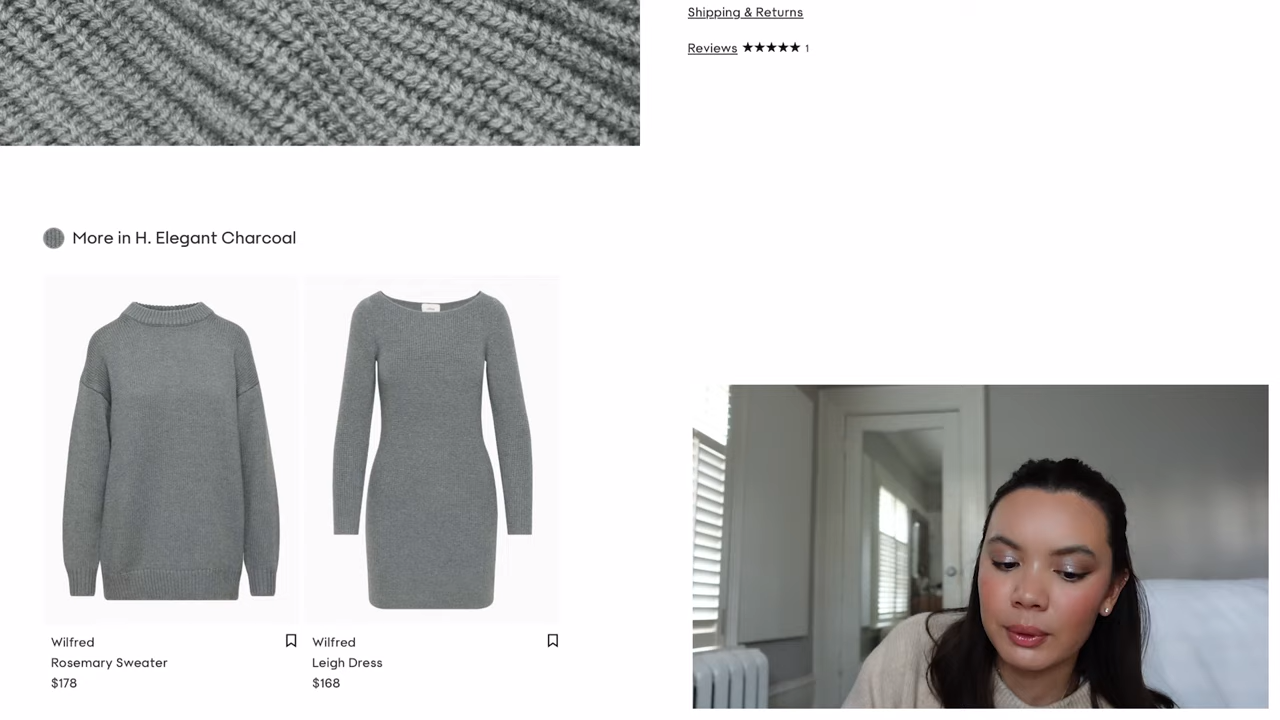 Shipping & Returns
Reviews ★★★★★ 1
More in H. Elegant Charcoal
Wilfred
Rosemary Sweater
$178
Wilfred
Leigh Dress
$168